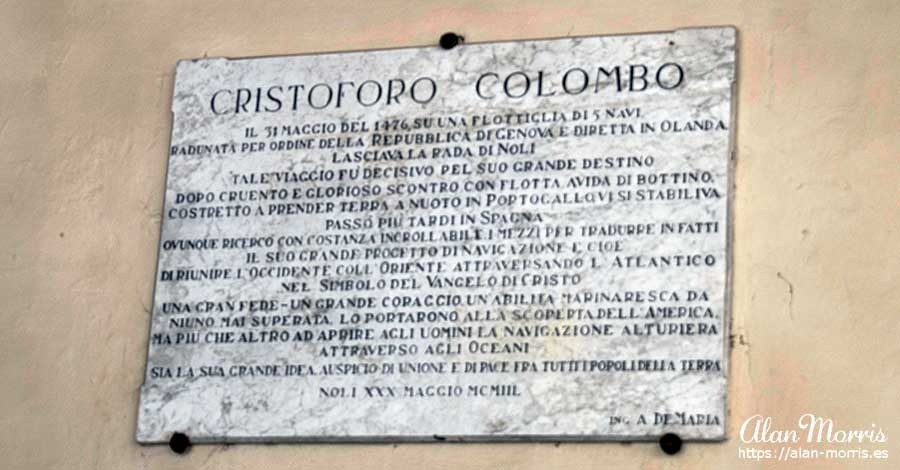 CRISTOFORO COLOMBO
IL 31 MAGGIO DEL 1476, SU UNA FLOTTIGLIA DI 5 NAVI,
RADUNATA PER ORDINE DELLA REPUBBLICA DI GENOVA E DIRETTA IN OLANDA,
LASCIAVA LA RADA DI NOLI
TALE VIAGGIO FÙ DECISIVO PEL SUO GRANDE DESTINO
DOPO CRUENTO E GLORIOSO SCONTRO CON FLOTTA AVIDA DI BOTTINO,
COSTRETTO A PRENDER TERRA A NUOTO IN PORTOGALLO, VI SI STABILIVA
PASSÒ PIÙ TARDI IN SPAGNA
OVUNQUE RICERCÒ CON COSTANZA INCROLLABILE I MEZZI PER TRADURRE IN FATTI
IL SUO GRANDE PROGETTO DI NAVIGAZIONE E CIOÈ
DI RIUNIRE L'OCCIDENTE COLL'ORIENTE ATTRAVERSANDO L'ATLANTICO
NEL SIMBOLO DEL VANGELO DI CRISTO
UNA GRAN FEDE - UN GRANDE CORAGGIO, UN'ABILITÀ MARINARESCA DA
NIUNO MAI SUPERATA, LO PORTARONO ALLA SCOPERTA DELL'AMERICA,
MA PIÙ CHE ALTRO AD APRIRE AGLI UOMINI LA NAVIGAZIONE ALTURIERA
ATTRAVERSO AGLI OCEANI
SIA LA SUA GRANDE IDEA, AUSPICIO DI UNIONE E DI PACE FRA TUTTI I POPOLI DELLA TERRA
NOLI XXX MAGGIO MCMIIL
ING. A DE MARIA
Alan Morris
https://alan-morris.es